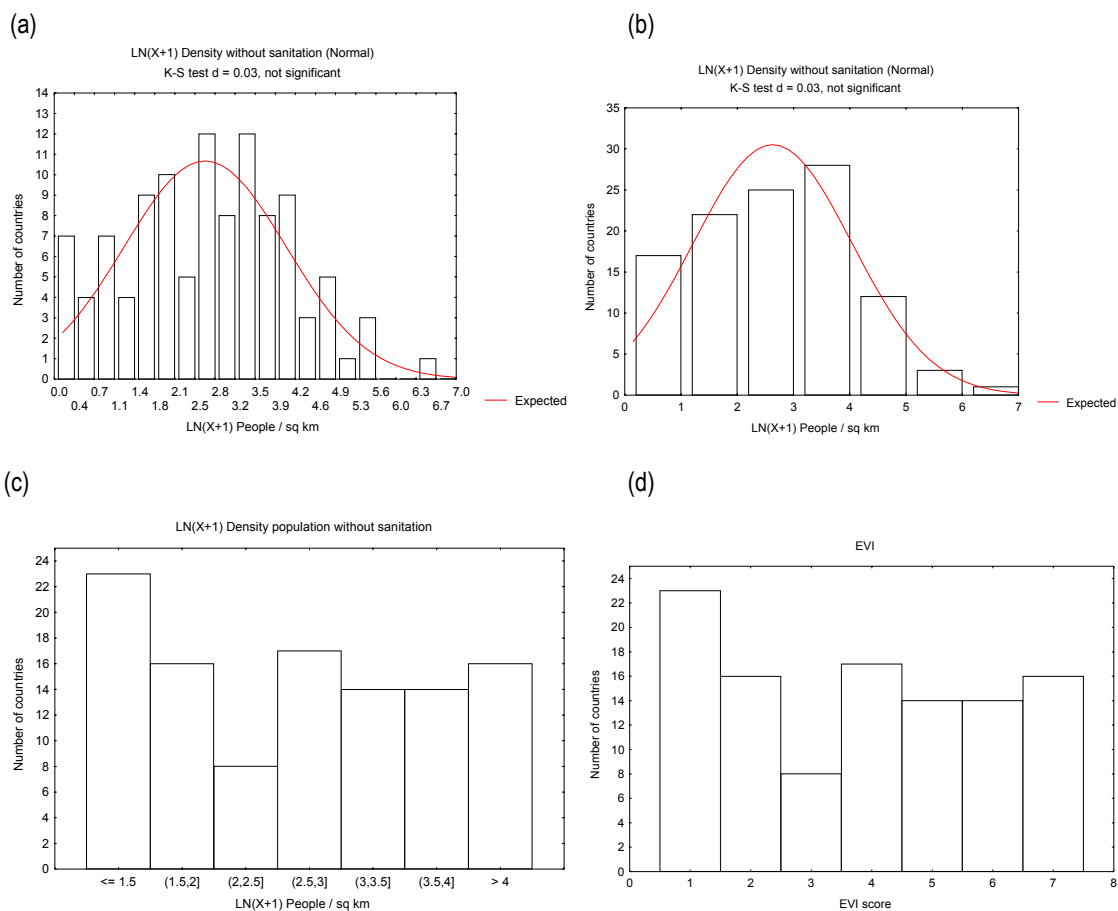 (a)
LN(X+1) Density without sanitation (Normal)
K-S test d = 0.03, not significant
14
13
12
11
10
9
8
7
6
5
4
3
2
1
0
Number of countries
0.0 0.7 1.4 2.1 2.8 3.5 4.2 4.9 5.6 6.3 7.0
0.4 1.1 1.8 2.5 3.2 3.9 4.6 5.3 6.0 6.7
Expected
LN(X+1) People / sq km
(b)
LN(X+1) Density without sanitation (Normal)
K-S test d = 0.03, not significant
35
30
25
20
15
10
5
0
Number of countries
0 1 2 3 4 5 6 7
Expected
LN(X+1) People / sq km
(c)
LN(X+1) Density population without sanitation
24
22
20
18
16
14
12
10
8
6
4
2
0
Number of countries
<= 1.5 (1.5,2] (2,2.5] (2.5,3] (3,3.5] (3.5,4] > 4
LN(X+1) People / sq km
(d)
EVI
24
22
20
18
16
14
12
10
8
6
4
2
0
Number of countries
0 1 2 3 4 5 6 7 8
EVI score